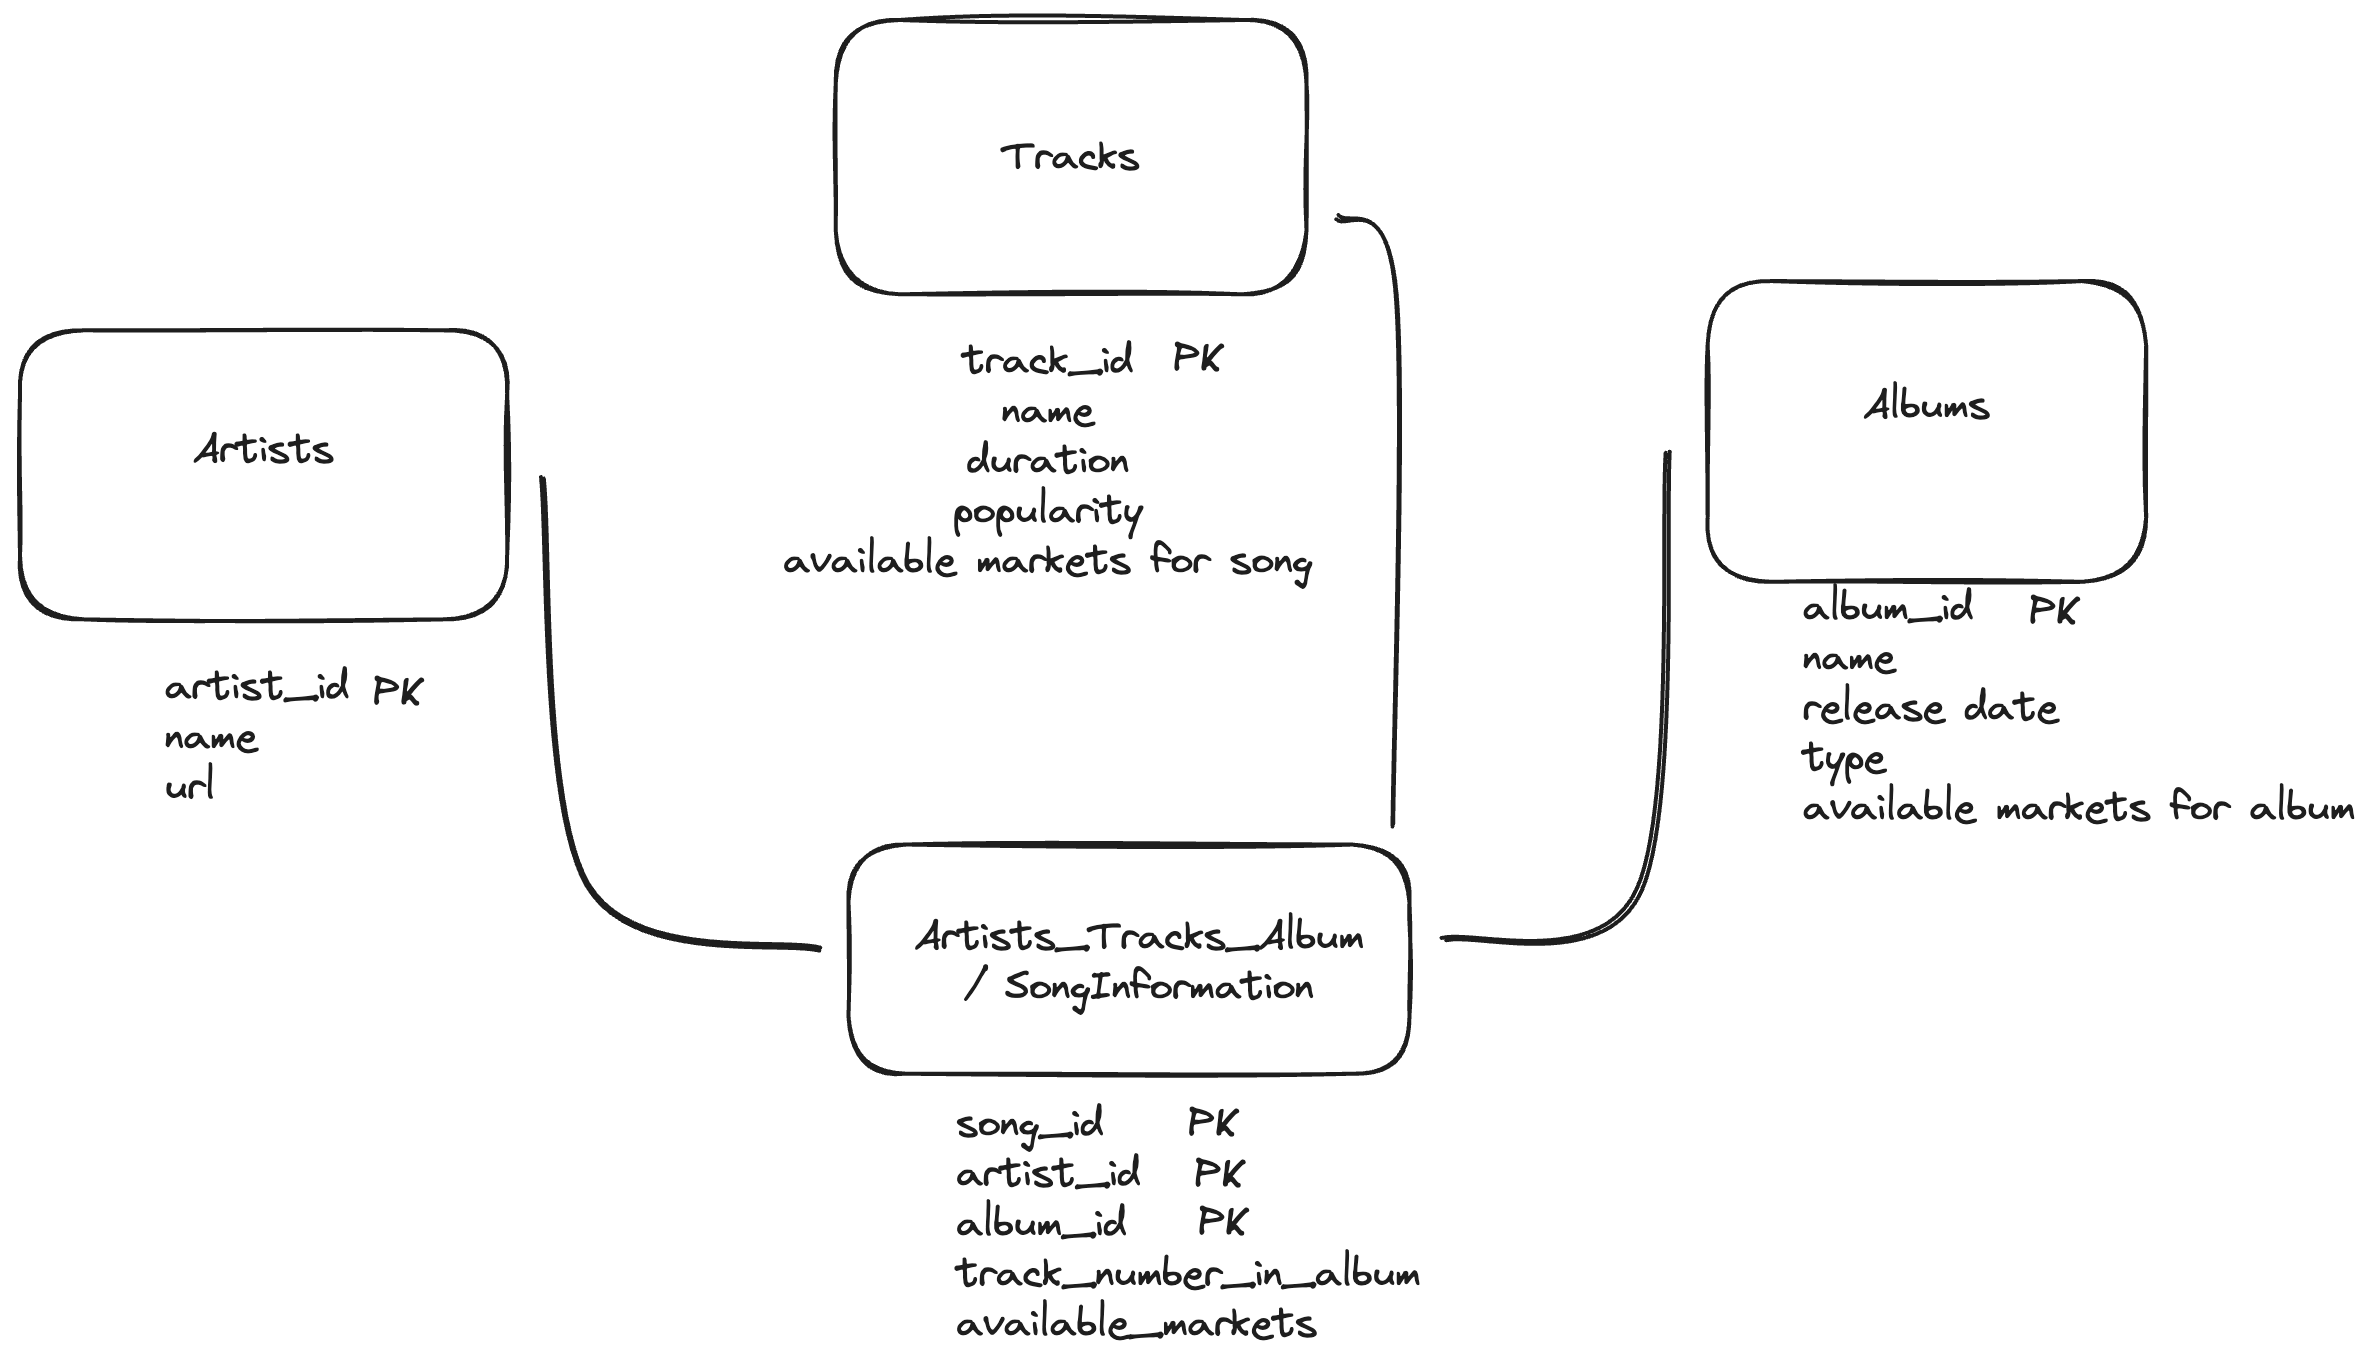 Tracks
track_id PK
name
duration
popularity
available markets for song
Artists
artist_id PK
name
url
Albums
album_id PK
name
release date
type
available markets for album
Artists_Tracks_Album
/ SongInformation
song_id PK
artist_id PK
album_id PK
track_number_in_album
available_markets